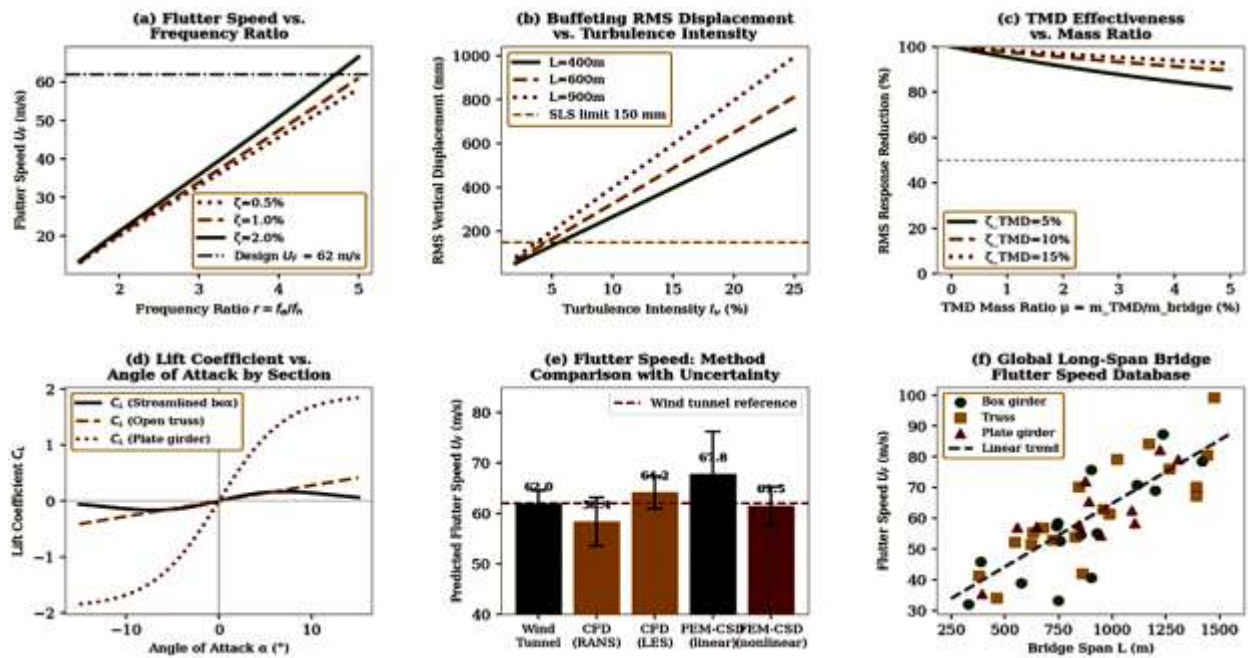 (a) Flutter Speed vs.
Frequency Ratio
Flutter Speed U_F (m/s)
60
50
40
30
20
ζ=0.5%
ζ=1.0%
ζ=2.0%
Design U_F = 62 m/s
2 3 4 5
Frequency Ratio r =
(b) Buffeting RMS Displacement
vs. Turbulence Intensity
RMS Vertical Displacement (mm)
1000
800
600
400
200
L=400m
L=600m
L=900m
SLS limit 150 mm
5 10 15 20 25
Turbulence Intensity I_u (%)
(c) TMD Effectiveness
vs. Mass Ratio
RMS Response Reduction (%)
100
80
60
40
20
0
ζ_TMD=5%
ζ_TMD=10%
ζ_TMD=15%
0 1 2 3 4 5
TMD Mass Ratio μ = m_TMD/m_bridge (%)
(d) Lift Coefficient vs.
Angle of Attack by Section
Lift Coefficient C_L
2
1
0
−1
−2
C_L (Streamlined box)
C_L (Open truss)
C_L (Plate girder)
−10 0 10
Angle of Attack α (°)
(e) Flutter Speed: Method
Comparison with Uncertainty
Predicted Flutter Speed U_F (m/s)
80
70
60
50
40
Wind tunnel reference
62.0
64.2
67.8
Wind
Tunnel
CFD
(RANS)
CFD
(LES)
FEM-CSD
(linear)
FEM-CSD
(nonlinear)
(f) Global Long-Span Bridge
Flutter Speed Database
Flutter Speed U_F (m/s)
100
90
80
70
60
50
40
30
Box girder
Truss
Plate girder
Linear trend
250 500 750 1000 1250 1500
Bridge Span L (m)